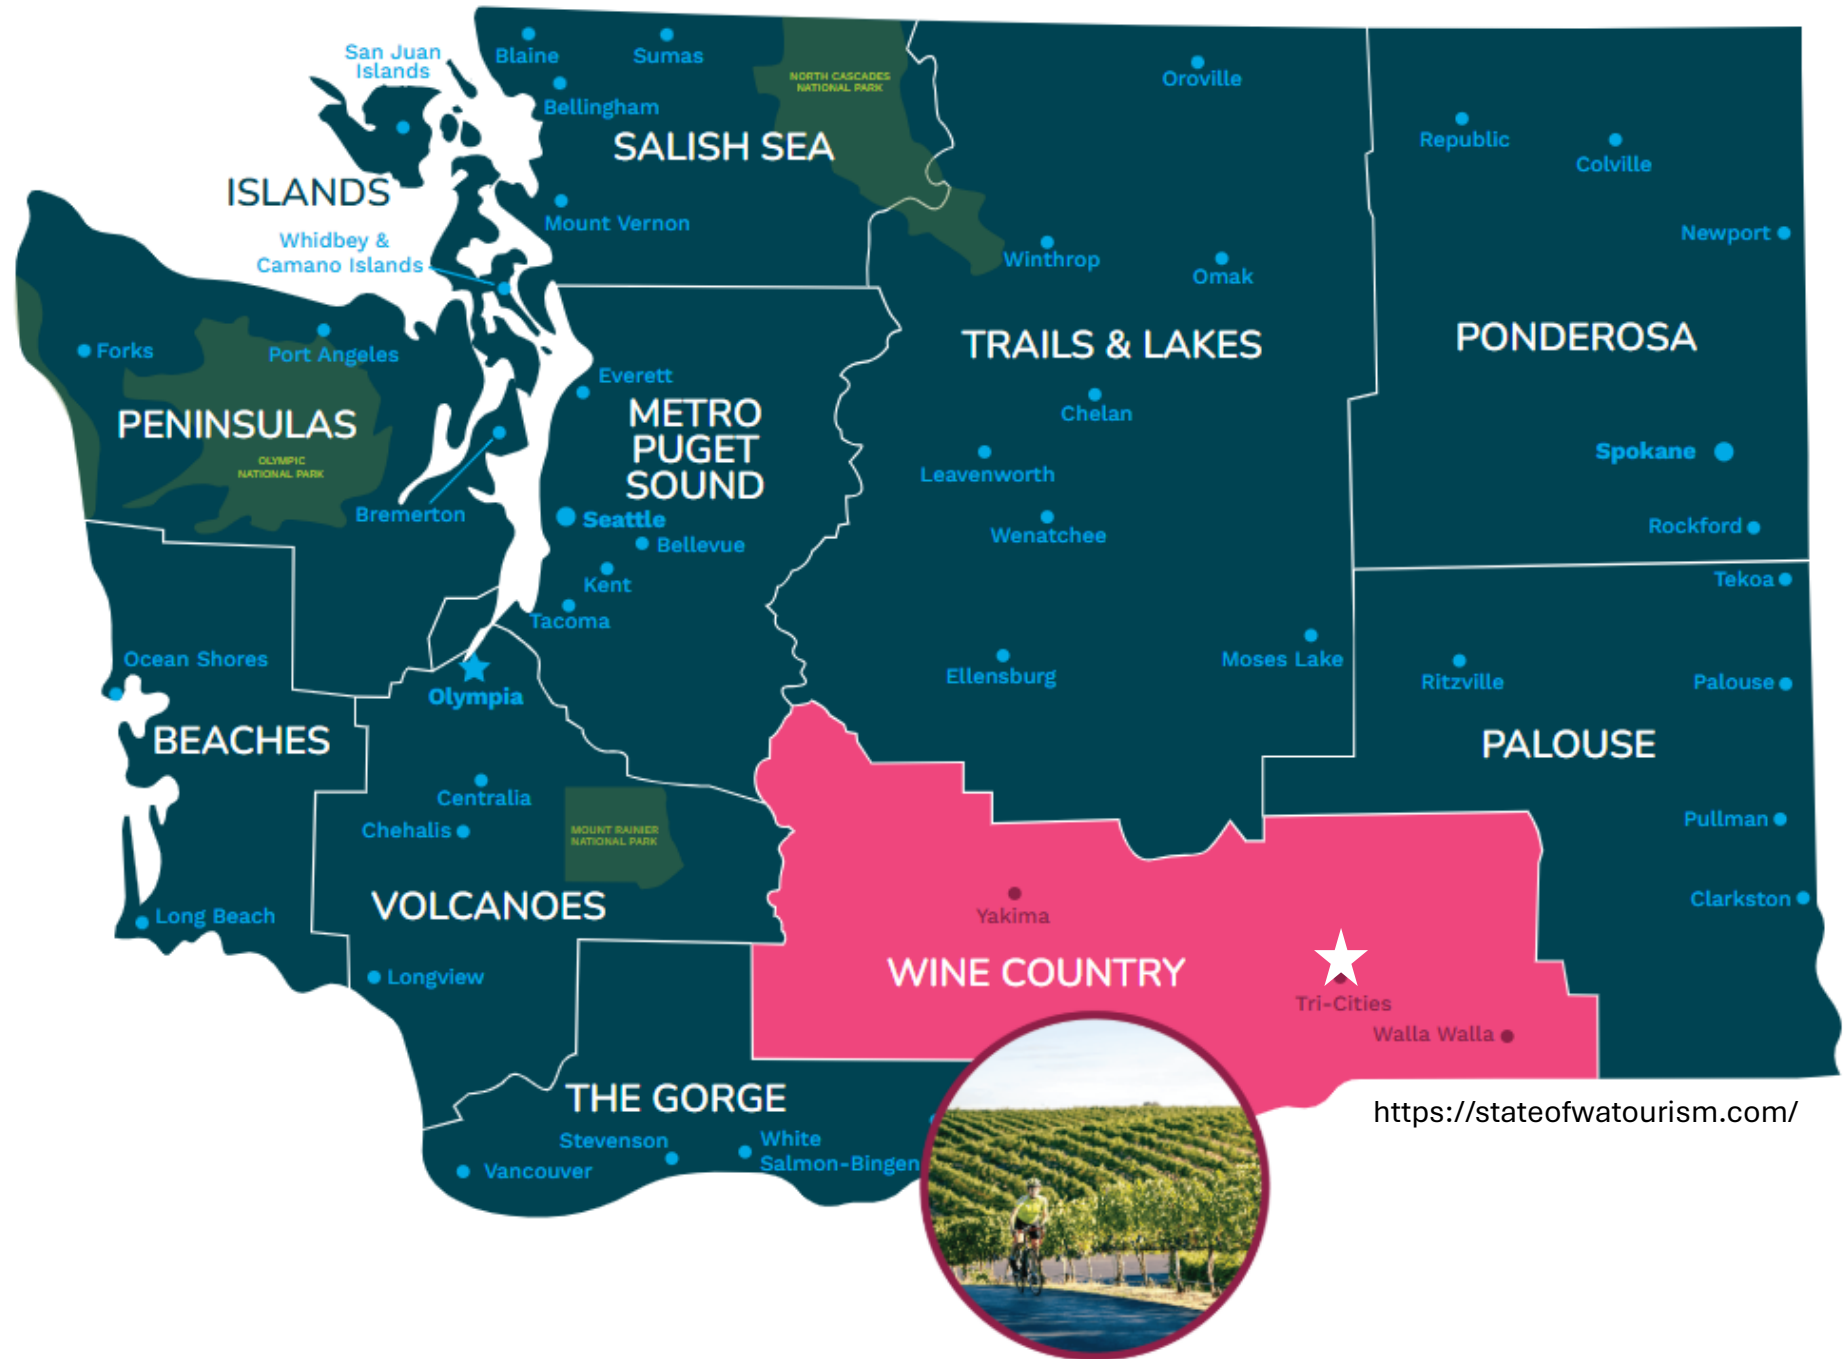 San Juan
Islands
Blaine
Sumas
NORTH CASCADES
NATIONAL PARK
Oroville
Bellingham
SALISH SEA
Republic
Colville
ISLANDS
Mount Vernon
Whidbey &
Camano Islands
Winthrop
Omak
Newport
Forks
Port Angeles
TRAILS & LAKES
PONDEROSA
Everett
PENINSULAS
METRO
PUGET
SOUND
Chelan
OLYMPIC
NATIONAL PARK
Leavenworth
Spokane
Bremerton
Seattle
Bellevue
Wenatchee
Rockford
Kent
Tacoma
Tekoa
Ocean Shores
Olympia
Ellensburg
Moses Lake
Ritzville
Palouse
BEACHES
PALOUSE
Centralia
Chehalis
MOUNT RAINIER
NATIONAL PARK
Pullman
VOLCANOES
Long Beach
Yakima
Clarkston
Longview
WINE COUNTRY
Tri-Cities
Walla Walla
THE GORGE
https://stateofwatourism.com/
Stevenson
White
Salmon-Bingen
Vancouver